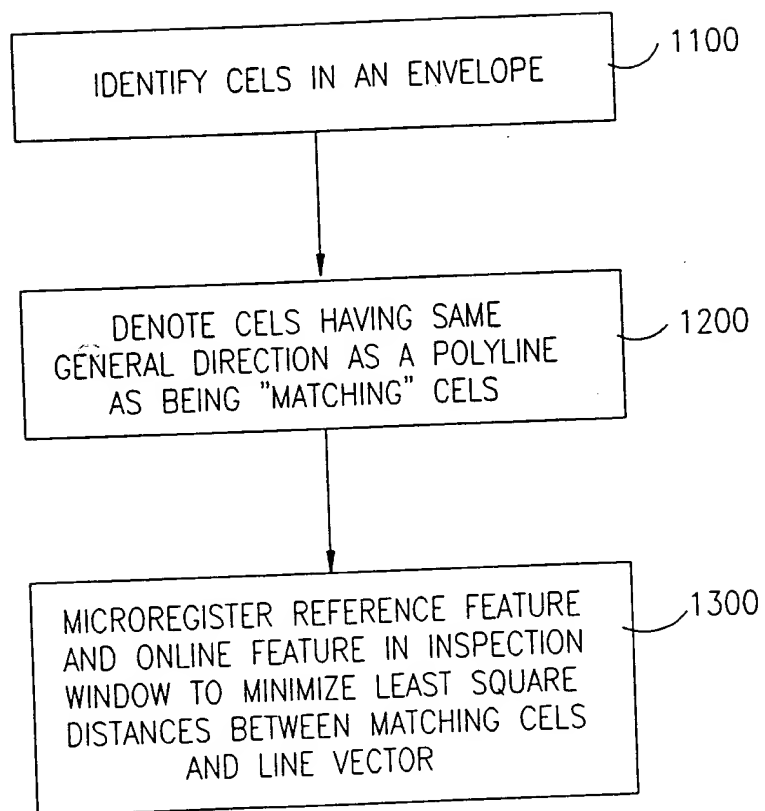 IDENTIFY CELS IN AN ENVELOPE
1100
DENOTE CELS HAVING SAME
GENERAL DIRECTION AS A POLYLINE
AS BEING "MATCHING" CELS
1200
MICROREGISTER REFERENCE FEATURE
AND ONLINE FEATURE IN INSPECTION
WINDOW TO MINIMIZE LEAST SQUARE
DISTANCES BETWEEN MATCHING CELS
AND LINE VECTOR
1300